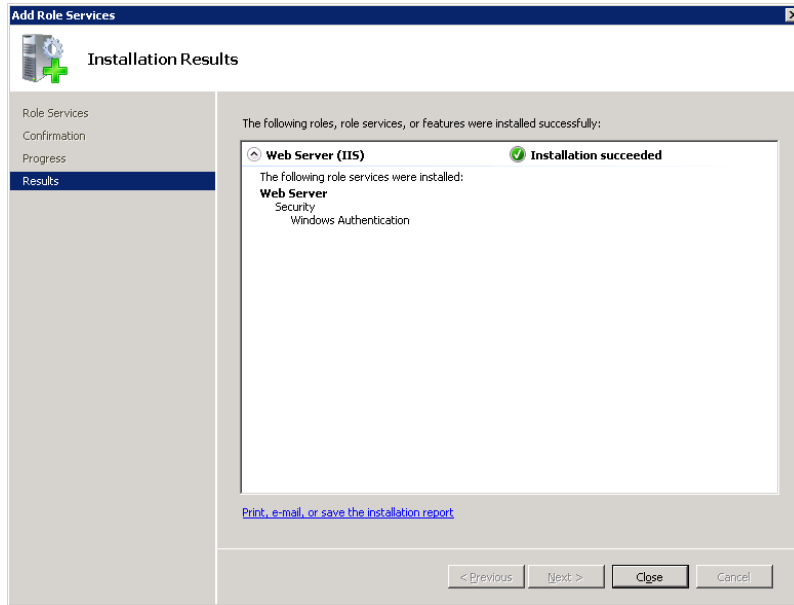 Add Role Services
Installation Results
Role Services
Confirmation
Progress
Results
The following roles, role services, or features were installed successfully:
Web Server (IIS)
Installation succeeded
The following role services were installed:
Web Server
Security
Windows Authentication
Print, e-mail, or save the installation report
< Previous
Next >
Close
Cancel